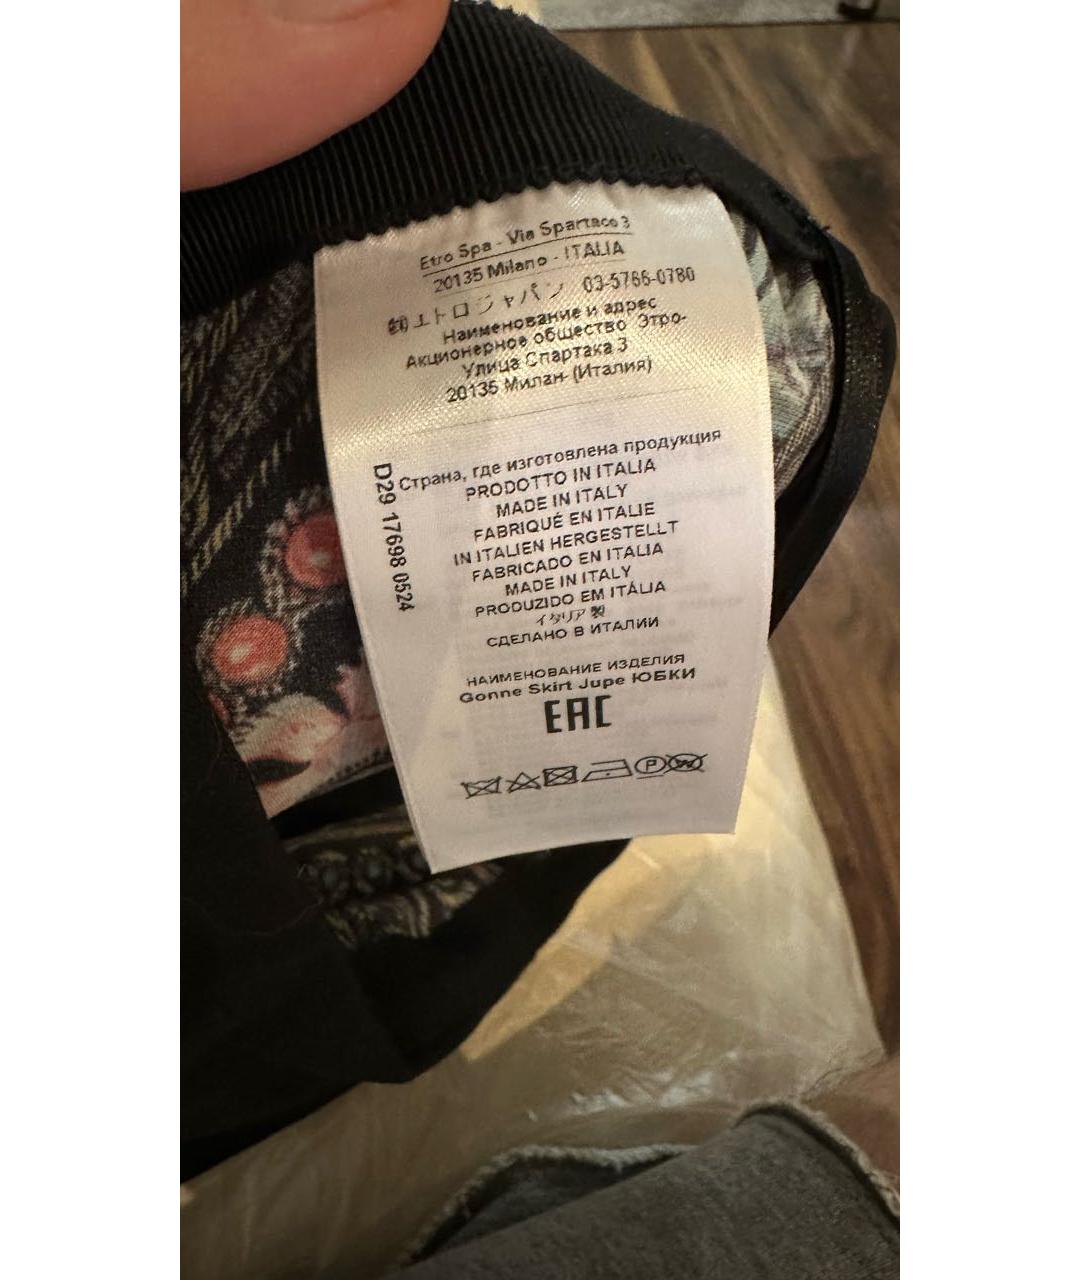 Etro Spa - Via Spartaco 3
20135 Milano - ITALIA
㈱エトロ ジャパン 03-5766-0780
Наименование и адрес
Акционерное общество Этро-
Улица Спартака 3
20135 Милан- (Италия)
Страна, где изготовлена продукция
PRODOTTO IN ITALIA
MADE IN ITALY
FABRIQUÉ EN ITALIE
IN ITALIEN HERGESTELLT
FABRICADO EN ITALIA
MADE IN ITALY
PRODUZIDO EM ITÁLIA
イタリア製
СДЕЛАНО В ИТАЛИИ
НАИМЕНОВАНИЕ ИЗДЕЛИЯ
Gonne Skirt Jupe ЮБКИ
EAC
P W
D29 17698 0524